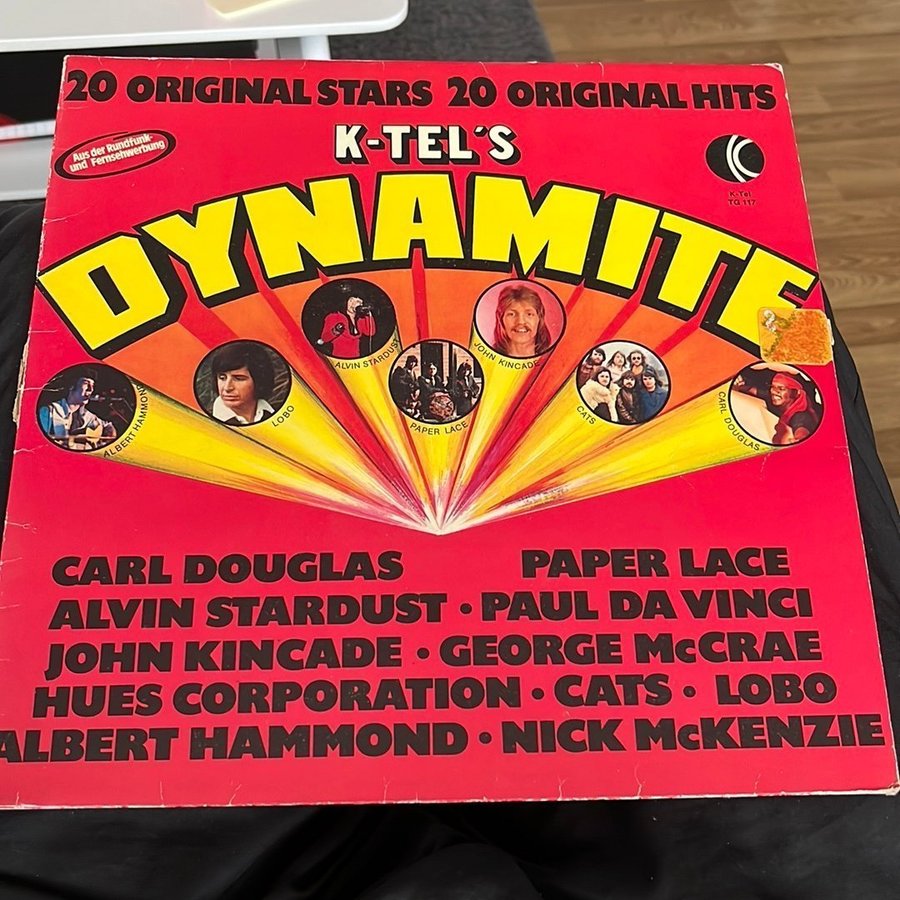 20 ORIGINAL STARS 20 ORIGINAL HITS
K-TEL'S
Aus der Rundfunk-
und Fernsehwerbung
K-Tel
TG 117
DYNAMITE
ALVIN STARDUST
JOHN KINCADE
ALBERT HAMMOND
LOBO
PAPER LACE
CATS
CARL DOUGLAS
CARL DOUGLAS PAPER LACE
ALVIN STARDUST • PAUL DA VINCI
JOHN KINCADE • GEORGE McCRAE
HUES CORPORATION • CATS • LOBO
ALBERT HAMMOND • NICK McKENZIE